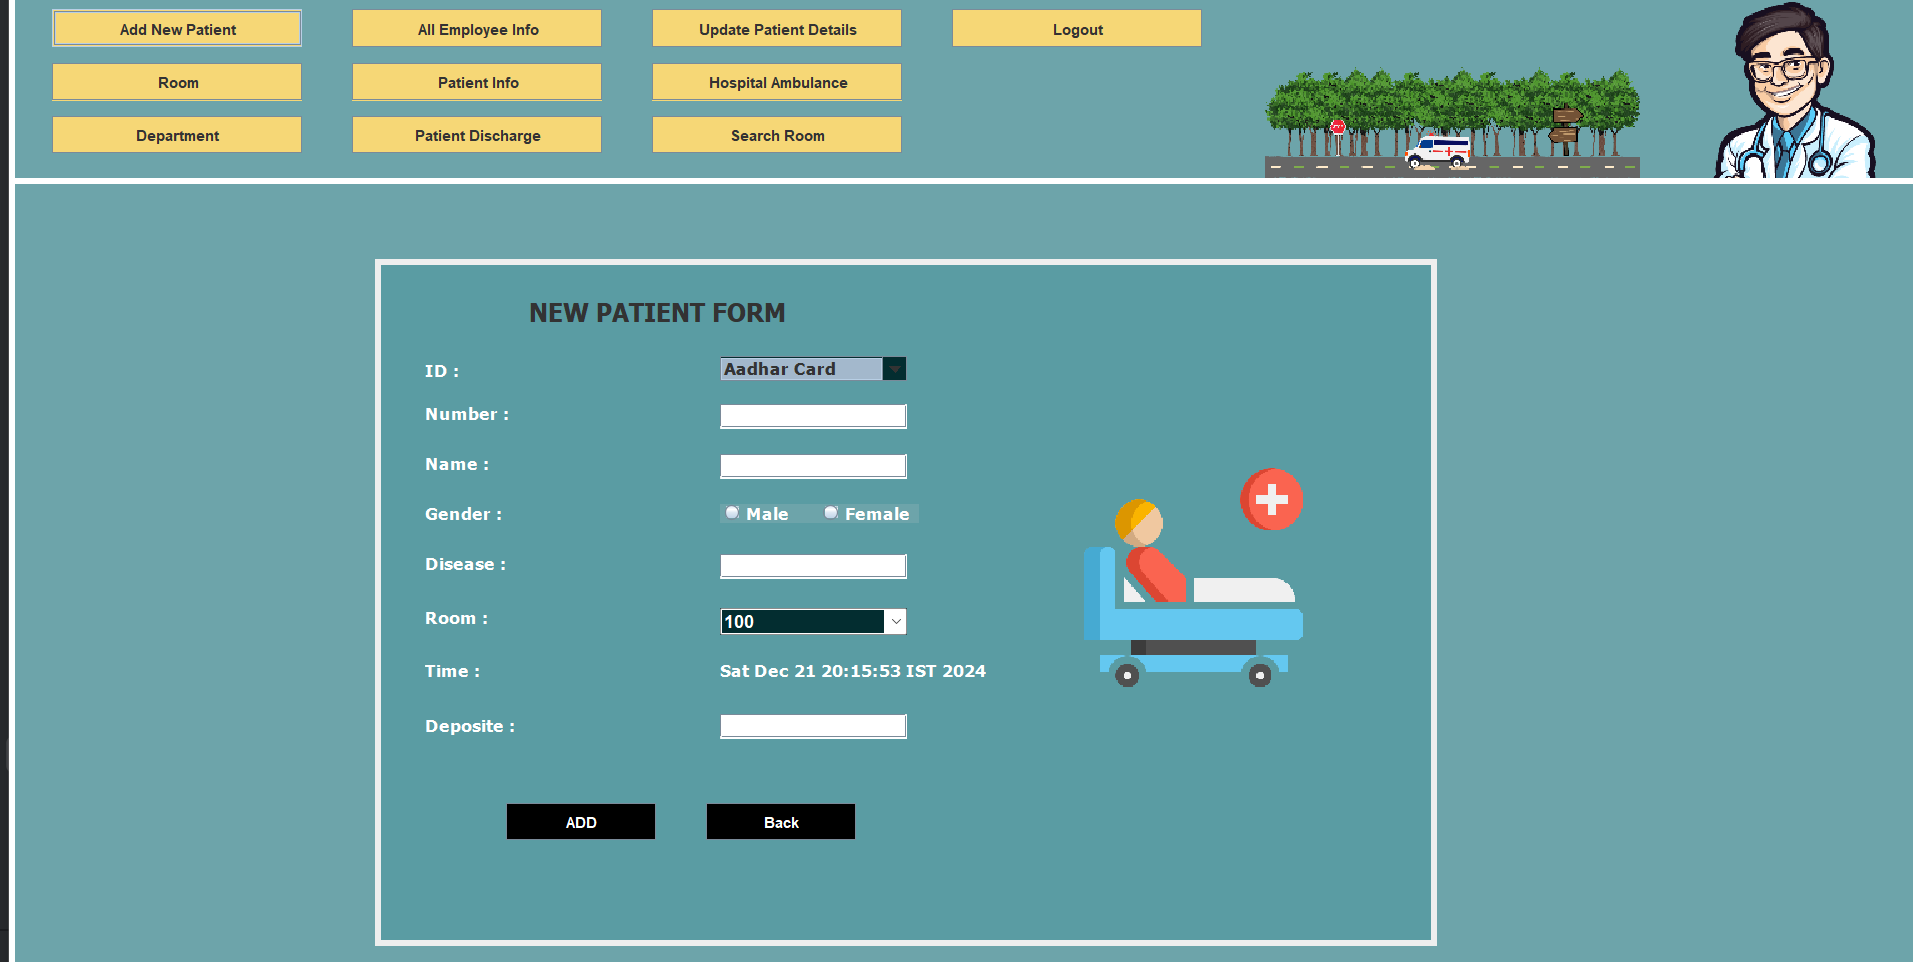 Add New Patient
All Employee Info
Update Patient Details
Logout
Room
Patient Info
Hospital Ambulance
Department
Patient Discharge
Search Room
NEW PATIENT FORM
ID : Aadhar Card
Number :
Name :
Gender : Male Female
Disease :
Room : 100
Time : Sat Dec 21 20:15:53 IST 2024
Deposite :
ADD Back